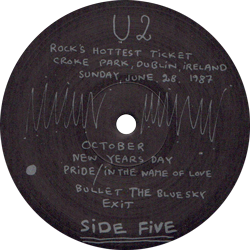 U2
ROCK'S HOTTEST TICKET
CROKE PARK, DUBLIN, IRELAND
SUNDAY, JUNE, 28, 1987
OCTOBER
NEW YEARS DAY
PRIDE/IN THE NAME OF LOVE
BULLET THE BLUE SKY
EXIT
SIDE FIVE